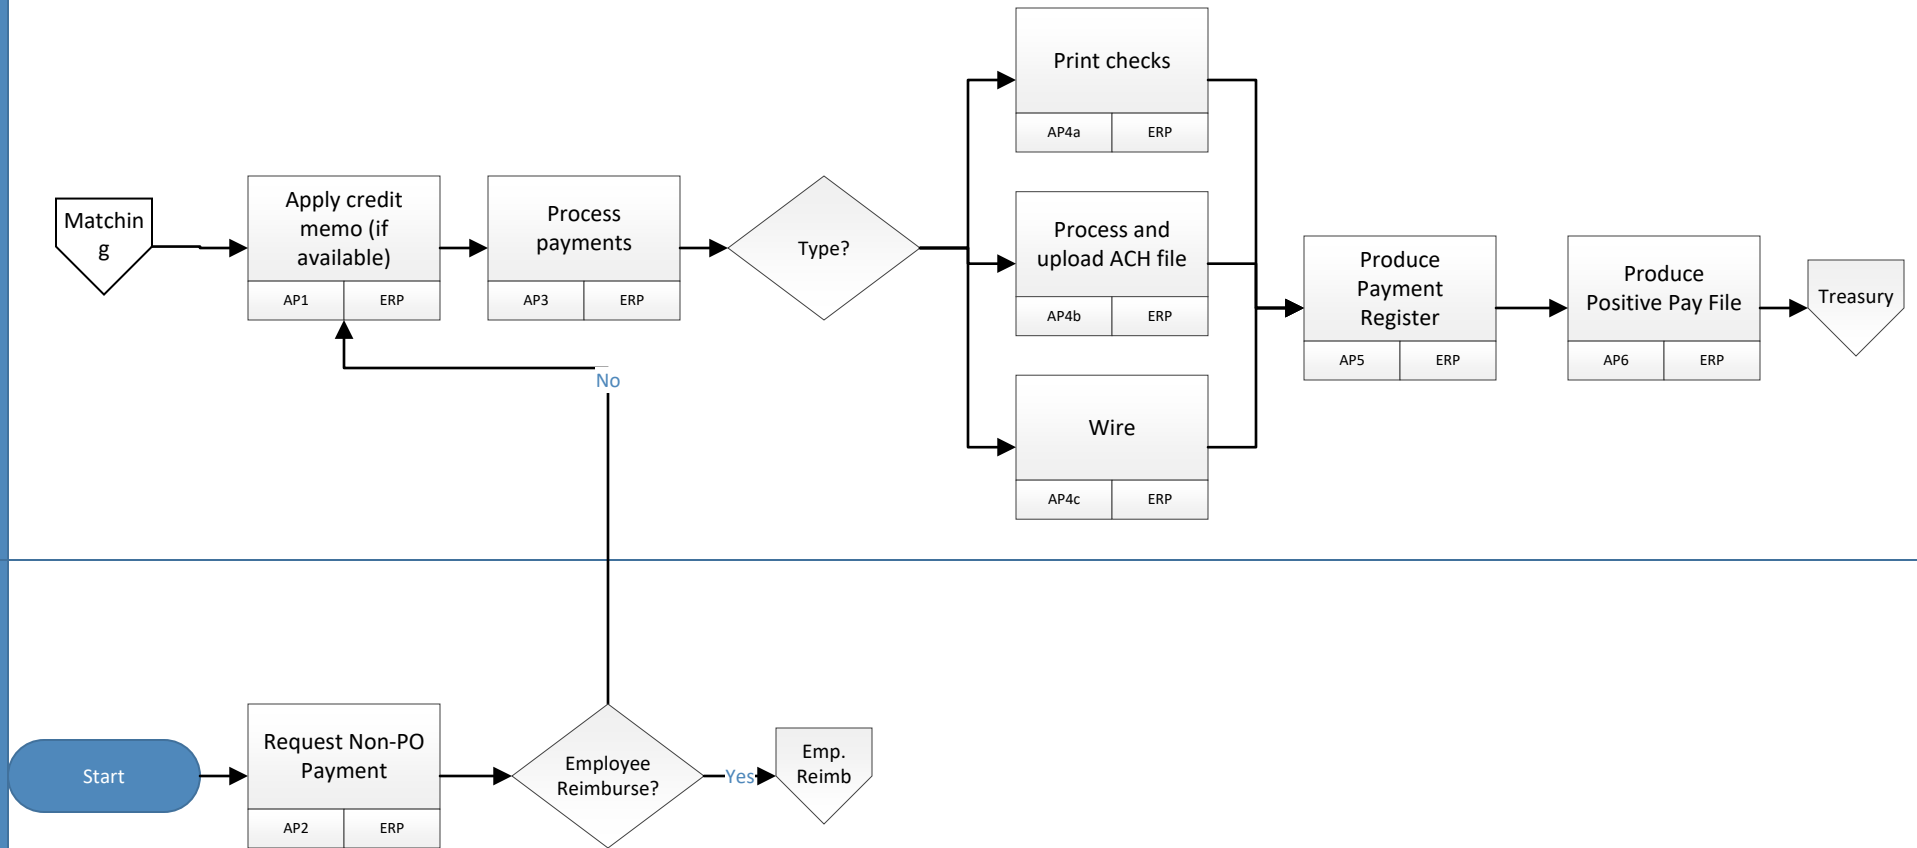 Print checks
AP4a ERP
Matchin
g
Apply credit
memo (if
available)
AP1 ERP
Process
payments
AP3 ERP
Type?
Process and
upload ACH file
AP4b ERP
Wire
AP4c ERP
Produce
Payment
Register
AP5 ERP
Produce
Positive Pay File
AP6 ERP
Treasury
No
Start
Request Non-PO
Payment
AP2 ERP
Employee
Reimburse?
Yes
Emp.
Reimb